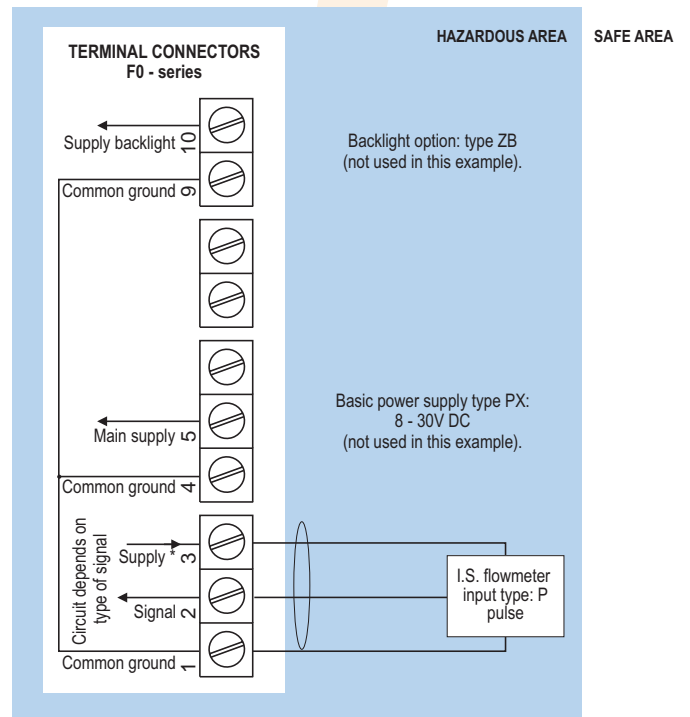 HAZARDOUS AREA
SAFE AREA
TERMINAL CONNECTORS
F0 - series
Supply backlight 10
Backlight option: type ZB
(not used in this example).
Common ground 9
Basic power supply type PX:
8 - 30V DC
(not used in this example).
Main supply 5
Common ground 4
Circuit depends on
type of signal
Supply * 3
Signal 2
Common ground 1
I.S. flowmeter
input type: P
pulse